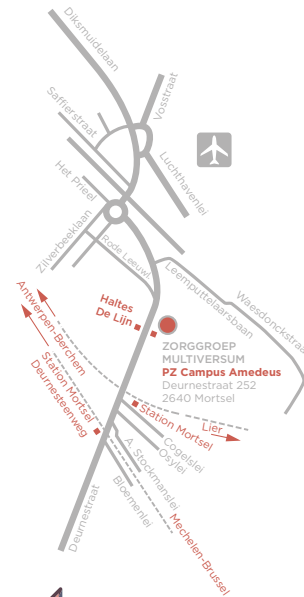 Diksmuidelaan
Vosstraat
Saffierstraat
Luchthavenlei
Het Prieel
Zilverbeeklaan
Rode Leeuwl.
Leemputtelaarsbaan
Waesdonckstraat
Antwerpen-Berchem
Haltes
De Lijn
ZORGGROEP
MULTIVERSUM
PZ Campus Amedeus
Deurnestraat 252
2640 Mortsel
Station Mortsel
Deurnesteenweg
Station Mortsel
Lier
Cogelslei
Osylei
A. Stockmanslei
Bloemenlei
Deurnestraat
Mechelen-Brussel